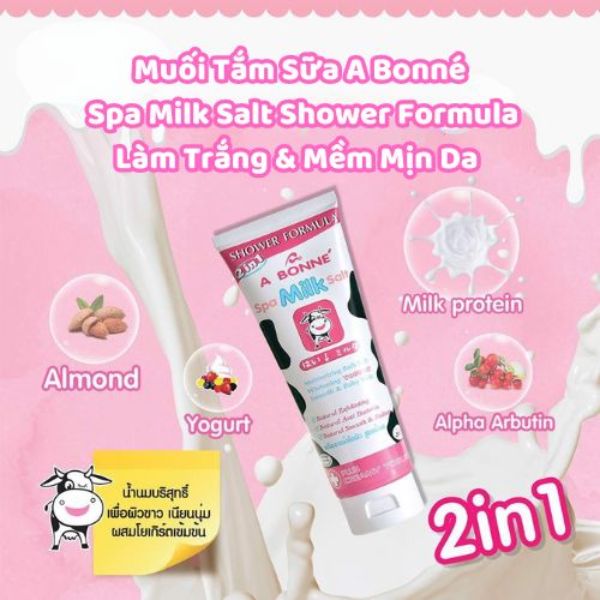 Muối Tắm Sữa A Bonné
Spa Milk Salt Shower Formula
Làm Trắng & Mềm Mịn Da
SHOWER FORMULA
2in1
A BONNÉ
Spa Milk Salt
Milk protein
Almond
Yogurt
Alpha Arbutin
Natural Exfoliating
น้ำนมบริสุทธิ์
เพื่อผิวขาว เนียนนุ่ม
ผสมโยเกิร์ตเข้มข้น
2in1